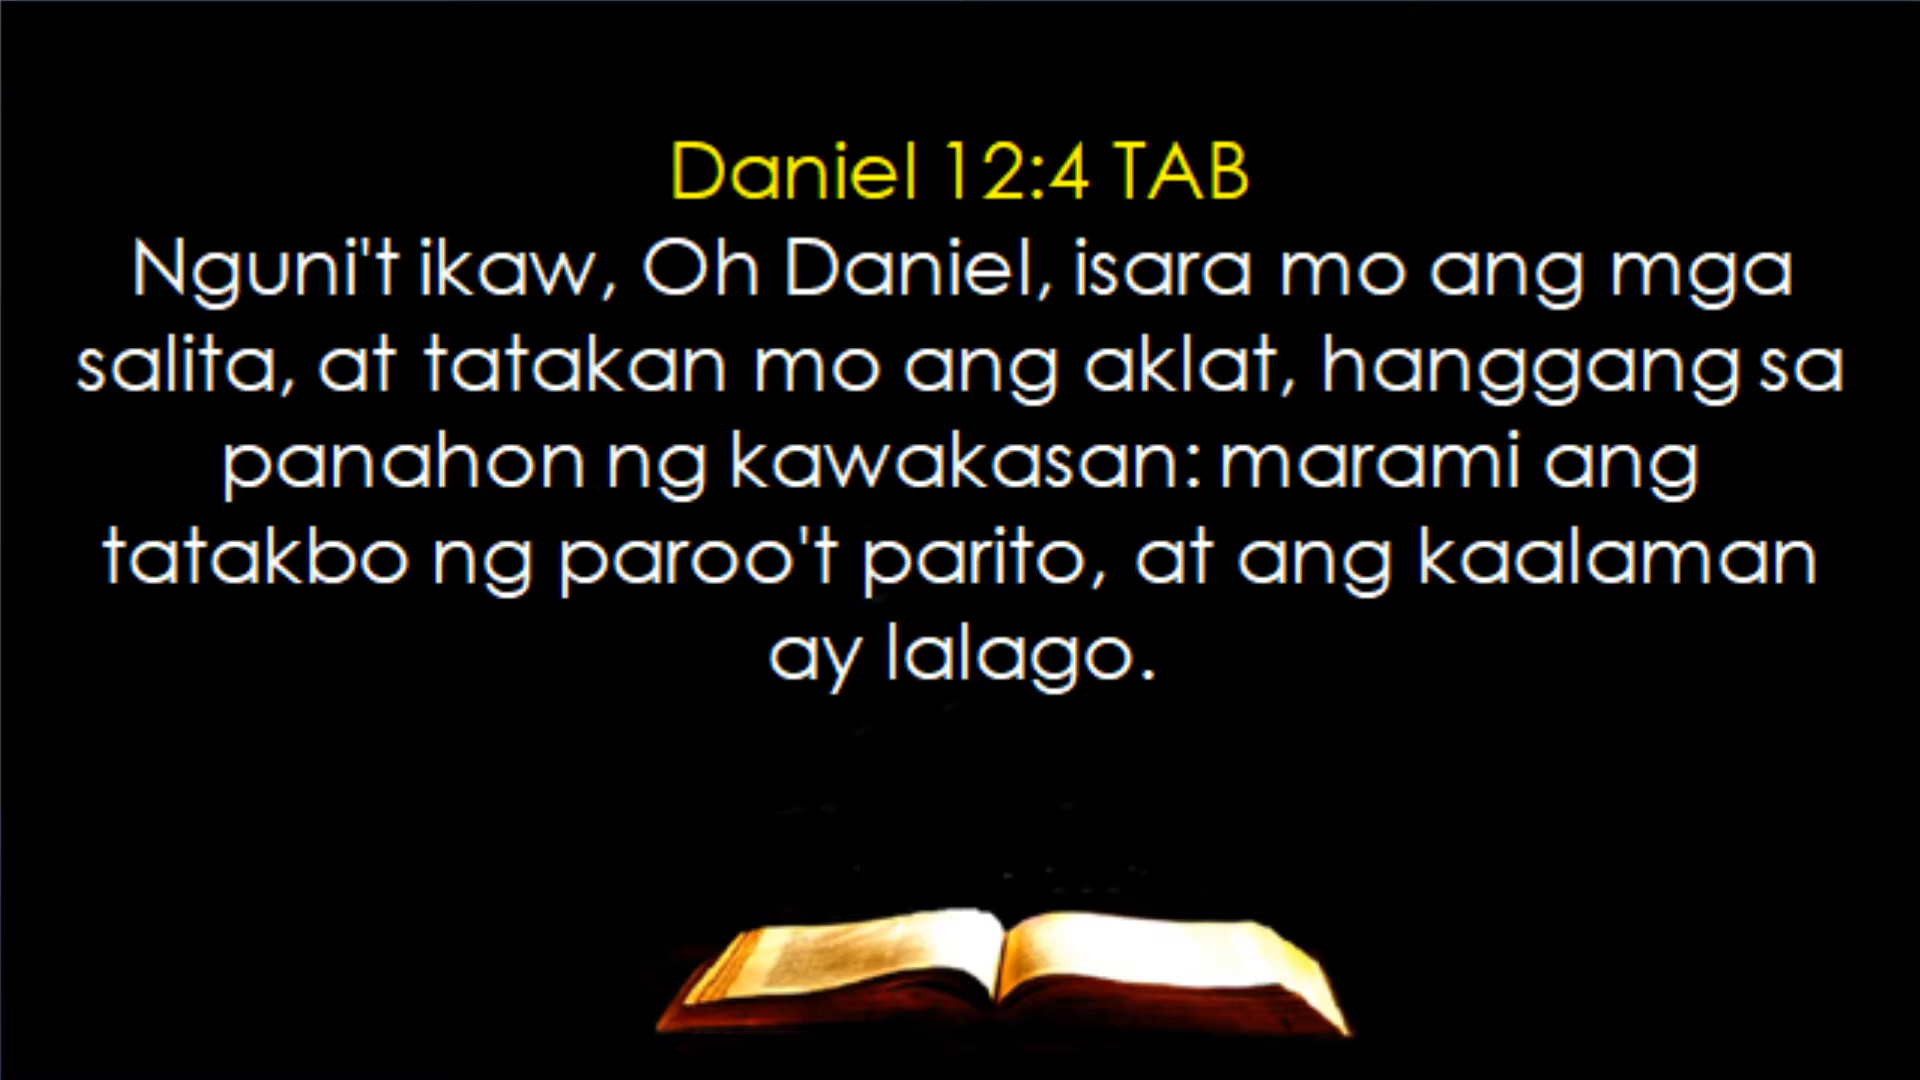 Daniel 12:4 TAB
Nguni't ikaw, Oh Daniel, isara mo ang mga
salita, at tatakan mo ang aklat, hanggang sa
panahon ng kawakasan: marami ang
tatakbo ng paroo't parito, at ang kaalaman
ay lalago.